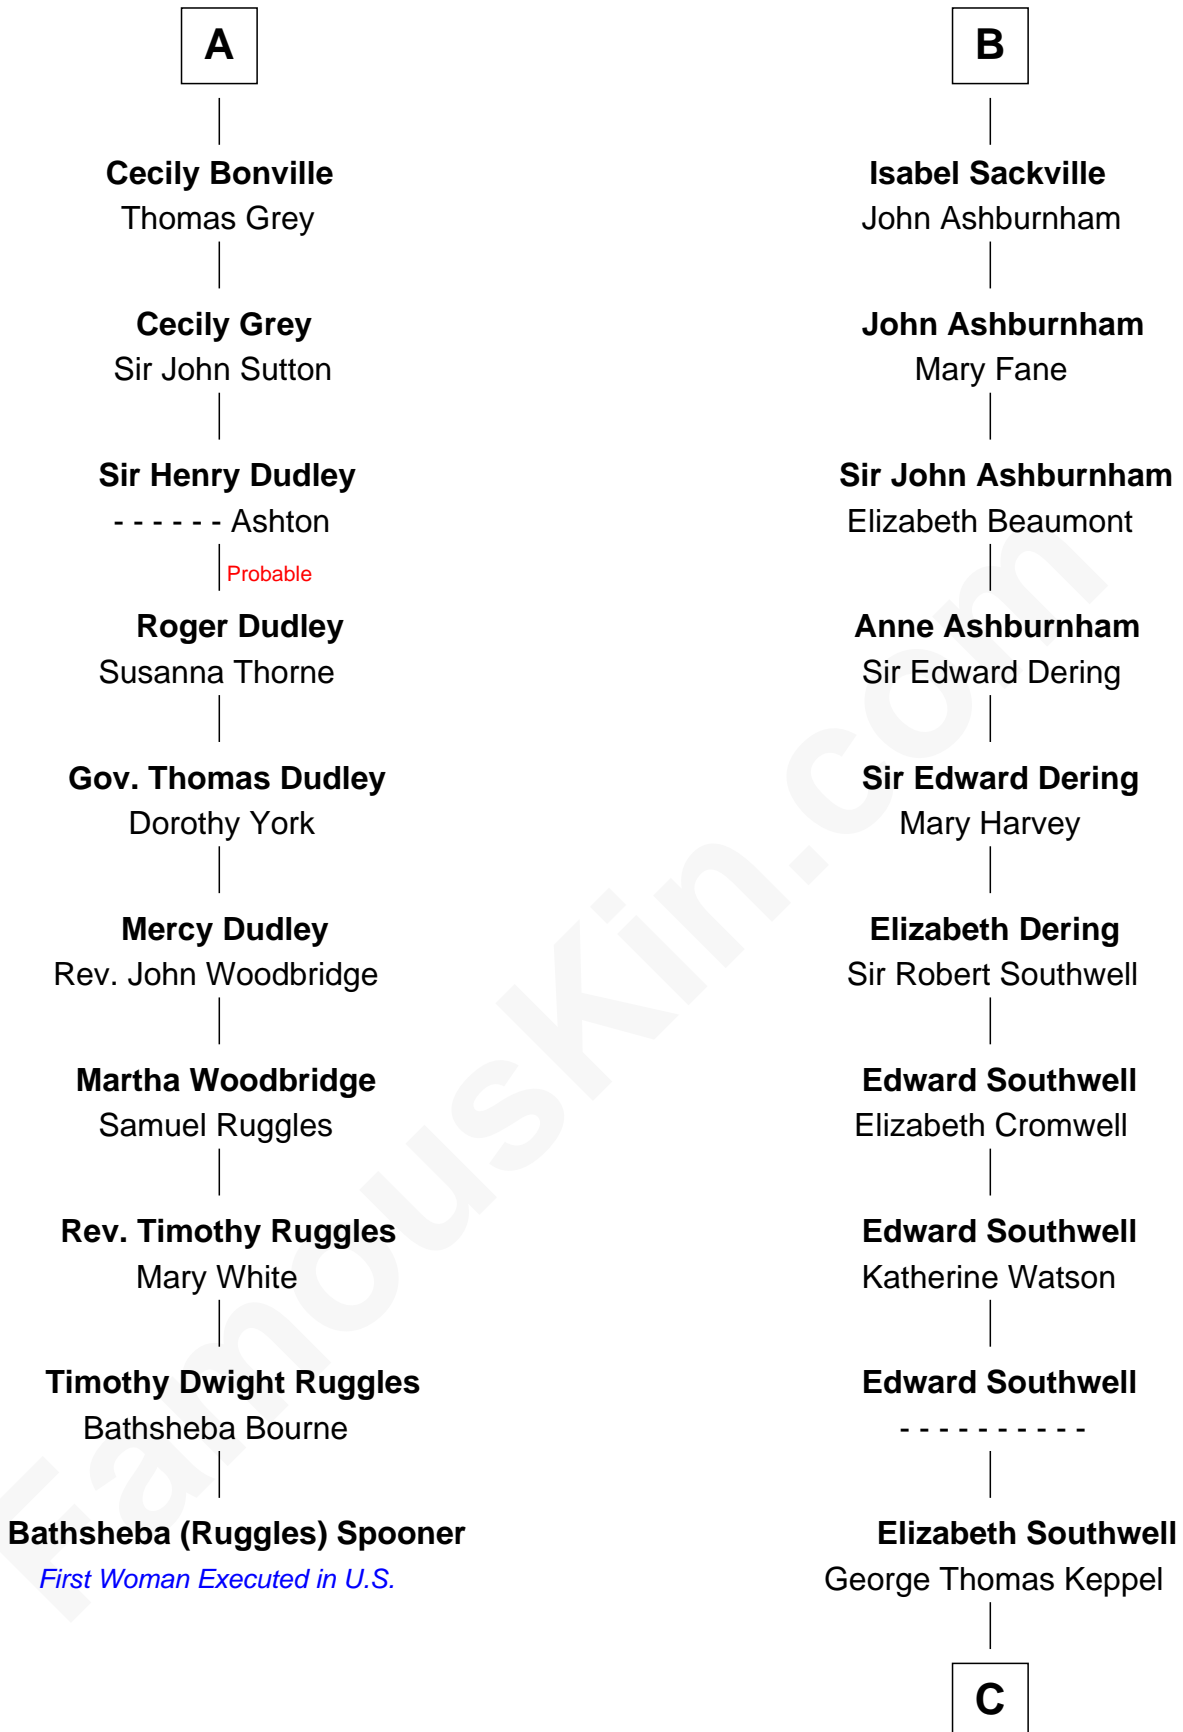 A
Cecily Bonville
Thomas Grey
Cecily Grey
Sir John Sutton
Sir Henry Dudley
- - - - - - Ashton
Probable
Roger Dudley
Susanna Thorne
Gov. Thomas Dudley
Dorothy York
Mercy Dudley
Rev. John Woodbridge
Martha Woodbridge
Samuel Ruggles
Rev. Timothy Ruggles
Mary White
Timothy Dwight Ruggles
Bathsheba Bourne
Bathsheba (Ruggles) Spooner
First Woman Executed in U.S.
B
Isabel Sackville
John Ashburnham
John Ashburnham
Mary Fane
Sir John Ashburnham
Elizabeth Beaumont
Anne Ashburnham
Sir Edward Dering
Sir Edward Dering
Mary Harvey
Elizabeth Dering
Sir Robert Southwell
Edward Southwell
Elizabeth Cromwell
Edward Southwell
Katherine Watson
Edward Southwell
- - - - - - - - - -
Elizabeth Southwell
George Thomas Keppel
C
FamousKin.com